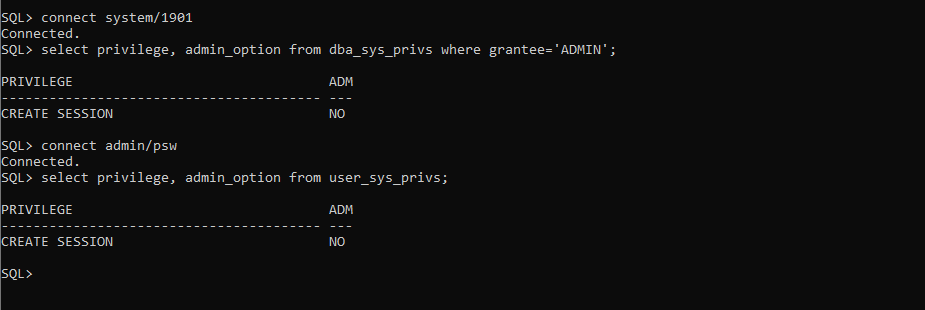 SQL> connect system/1901
Connected.
SQL> select privilege, admin_option from dba_sys_privs where grantee='ADMIN';
PRIVILEGE                                ADM
---------------------------------------- ---
CREATE SESSION                           NO
SQL> connect admin/psw
Connected.
SQL> select privilege, admin_option from user_sys_privs;
PRIVILEGE                                ADM
---------------------------------------- ---
CREATE SESSION                           NO
SQL>